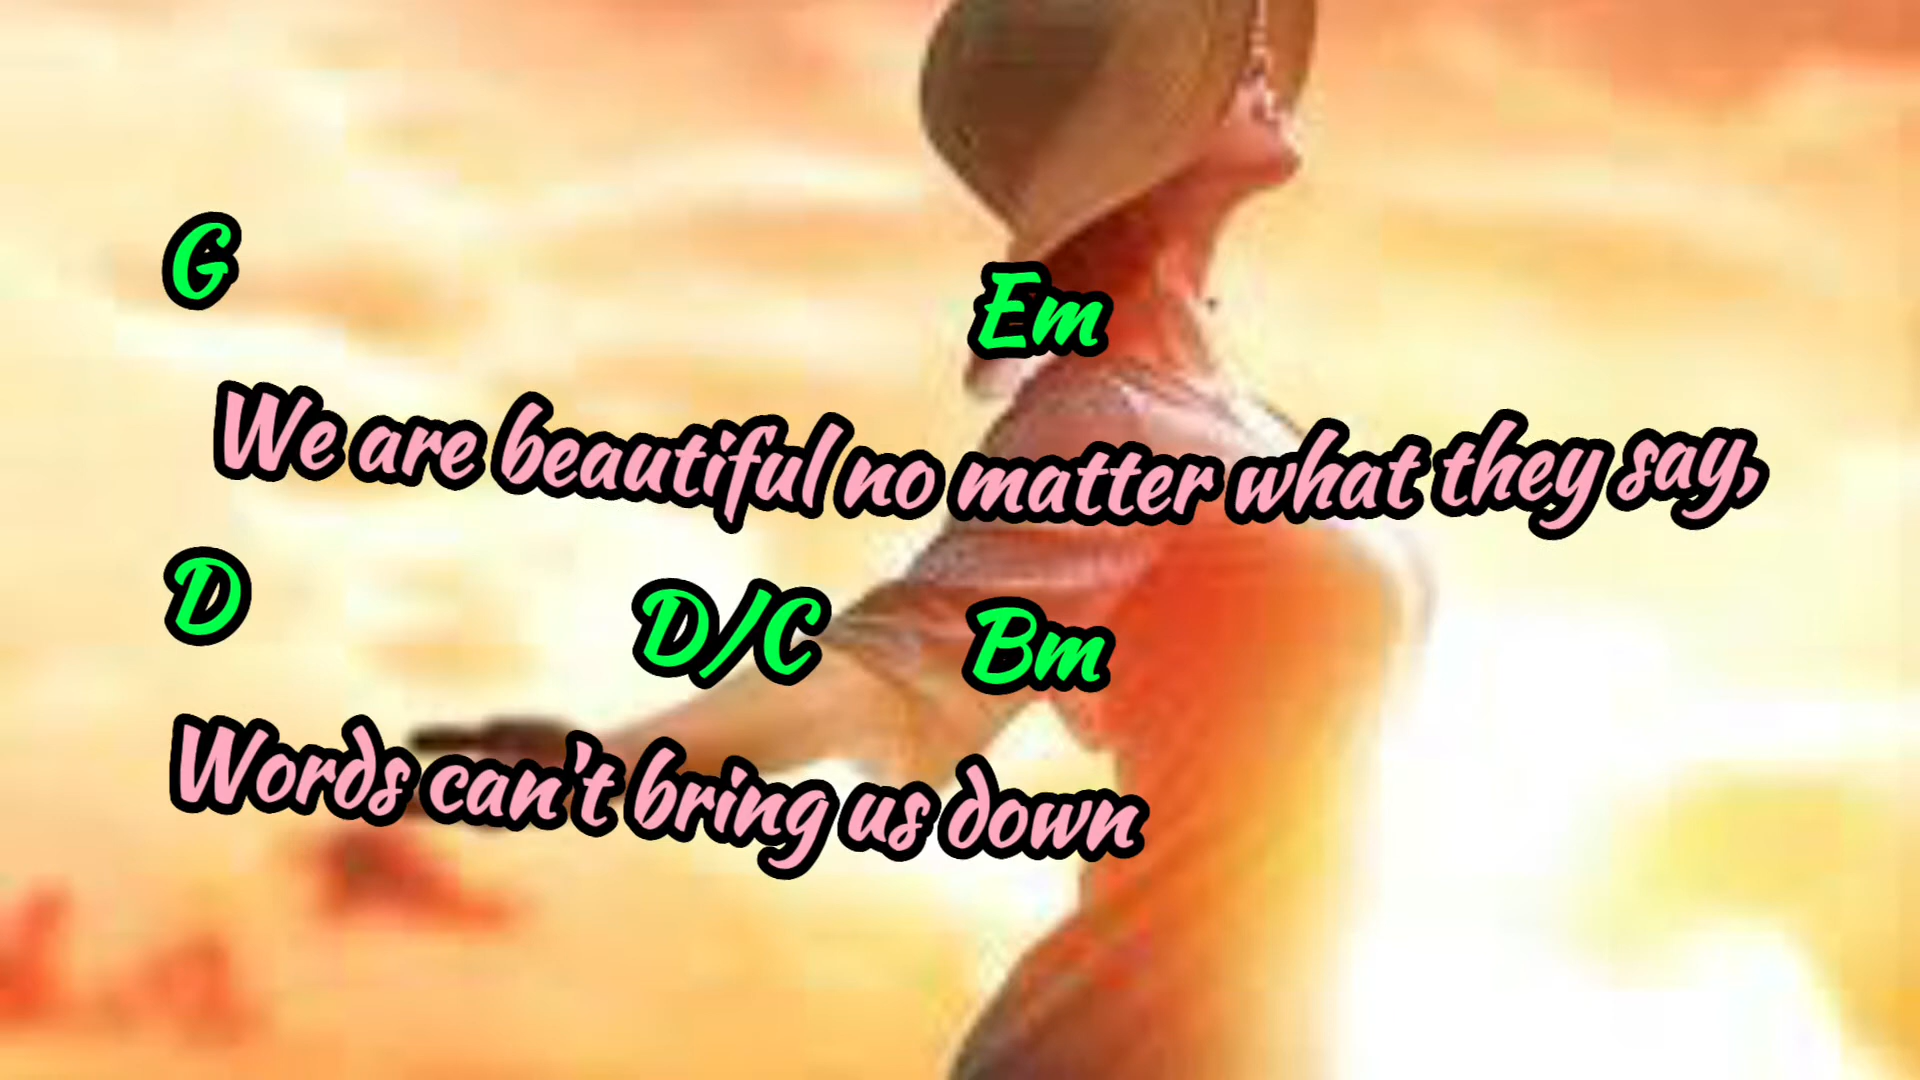 G Em
We are beautiful no matter what they say,
D D/C Bm
Words can't bring us down